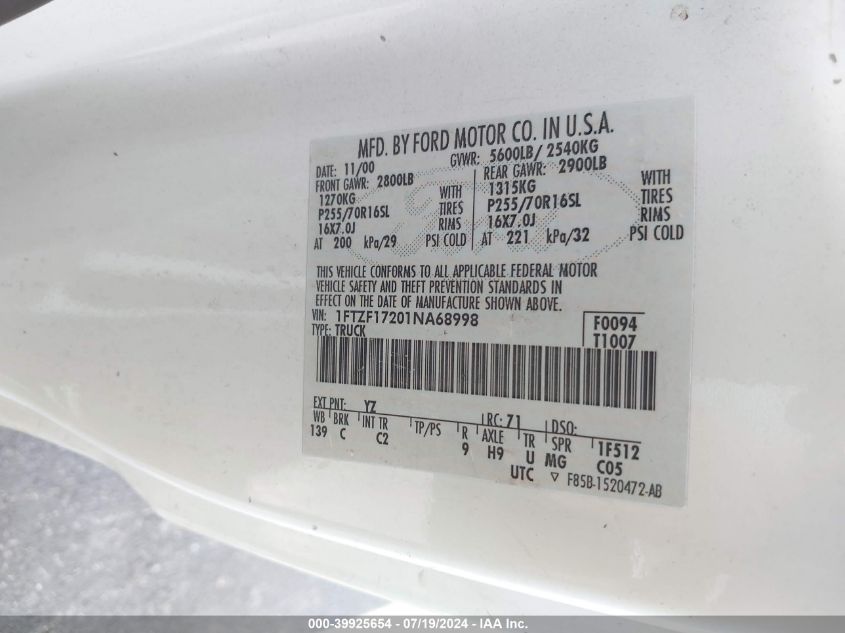 MFD. BY FORD MOTOR CO. IN U.S.A.
DATE: 11/00 GVWR: 5600LB/ 2540KG
FRONT GAWR: 2800LB REAR GAWR: 2900LB
1270KG WITH 1315KG WITH
P255/70R16SL TIRES P255/70R16SL TIRES
16X7.0J RIMS 16X7.0J RIMS
AT 200 kPa/29 PSI COLD AT 221 kPa/32 PSI COLD
THIS VEHICLE CONFORMS TO ALL APPLICABLE FEDERAL MOTOR
VEHICLE SAFETY AND THEFT PREVENTION STANDARDS IN
EFFECT ON THE DATE OF MANUFACTURE SHOWN ABOVE.
VIN: 1FTZF17201NA68998 F0094
TYPE: TRUCK T1007
EXT PNT: YZ RC: 71 DSO:
WB BRK INT TR TP/PS R AXLE TR SPR 1F512
139 C C2 9 H9 U MG C05
UTC ▽ F85B-1520472-AB
000-39925654 - 07/19/2024 - IAA Inc.